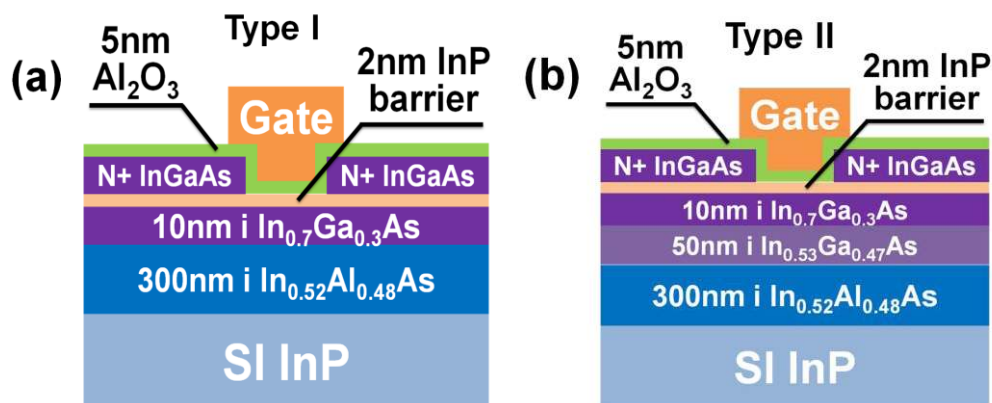 (a)
Type I
5nm
Al₂O₃
2nm InP
barrier
Gate
N+ InGaAs
N+ InGaAs
10nm i In₀.₇Ga₀.₃As
300nm i In₀.₅₂Al₀.₄₈As
SI InP
(b)
Type II
5nm
Al₂O₃
2nm InP
barrier
Gate
N+ InGaAs
N+ InGaAs
10nm i In₀.₇Ga₀.₃As
50nm i In₀.₅₃Ga₀.₄₇As
300nm i In₀.₅₂Al₀.₄₈As
SI InP